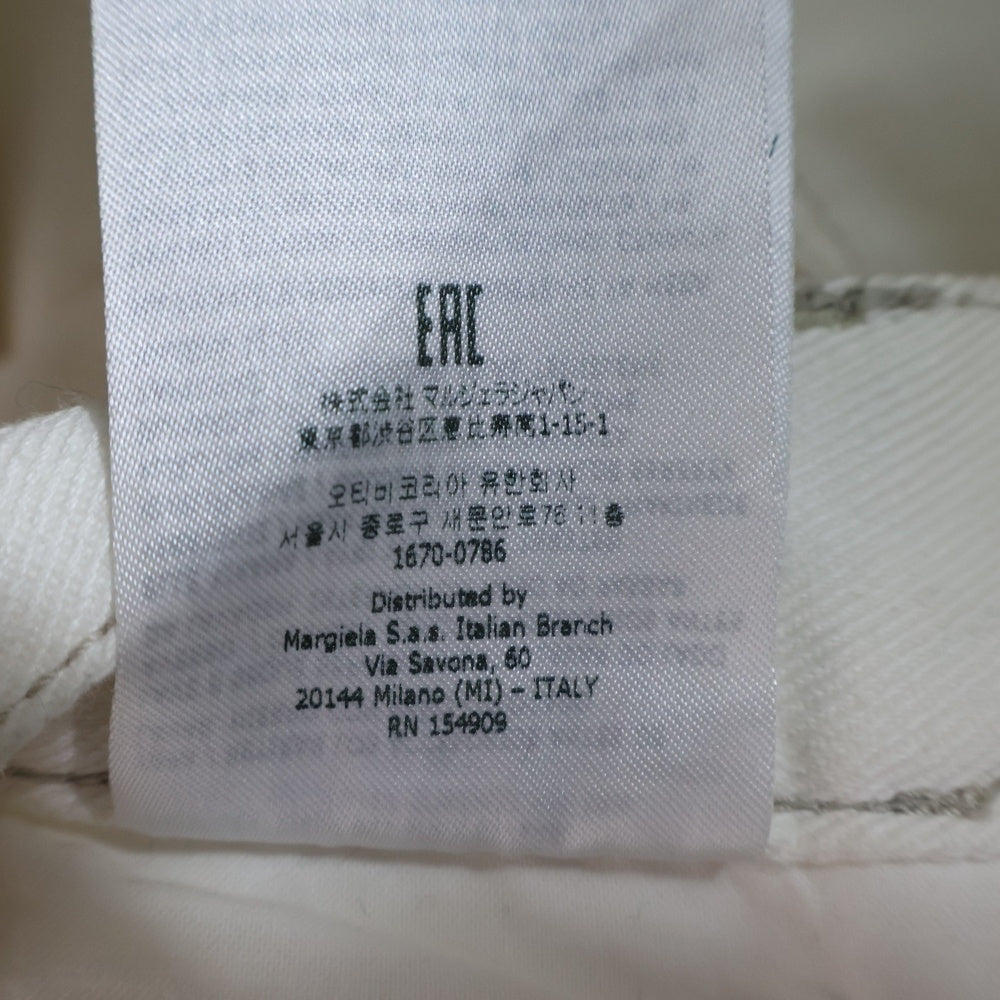 EAC
株式会社 マルジェラジャパン
東京都渋谷区恵比寿南1-15-1
오티비코리아 유한회사
서울시 종로구 새문안로76 11층
1670-0786
Distributed by
Margiela S.a.s. Italian Branch
Via Savona, 60
20144 Milano (MI) - ITALY
RN 154909